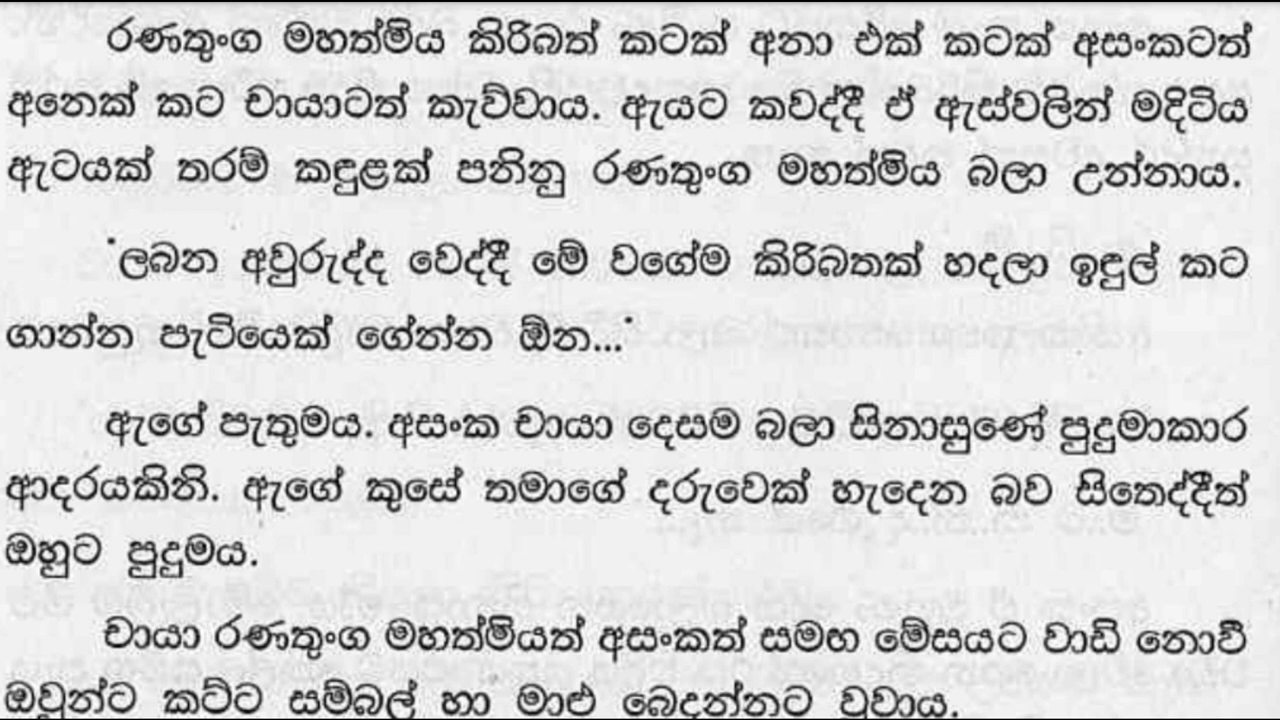 රණතුංග මහත්මිය කිරිබත් කටක් අනා එක් කටක් අසංකටත්
අනෙක් කට චායාටත් කැව්වාය. ඇයට කවද්දී ඒ ඇස්වලින් මදිටිය
ඇටයක් තරම් කඳුළක් පනිනු රණතුංග මහත්මිය බලා උන්නාය.
'ලබන අවුරුද්ද වෙද්දී මේ වගේම කිරිබතක් හදලා ඉඳුල් කට
ගාන්න පැටියෙක් ගේන්න ඕන...'
ඇගේ පැතුමය. අසංක චායා දෙසම බලා සිනාසුණේ පුදුමාකාර
ආදරයකිනි. ඇගේ කුසේ තමාගේ දරුවෙක් හැදෙන බව සිතෙද්දීත්
ඔහුට පුදුමය.
චායා රණතුංග මහත්මියත් අසංකත් සමඟ මේසයට වාඩි නොවී
ඔවුන්ට කට්ට සම්බල් හා මාළු බෙදන්නට වූවාය.